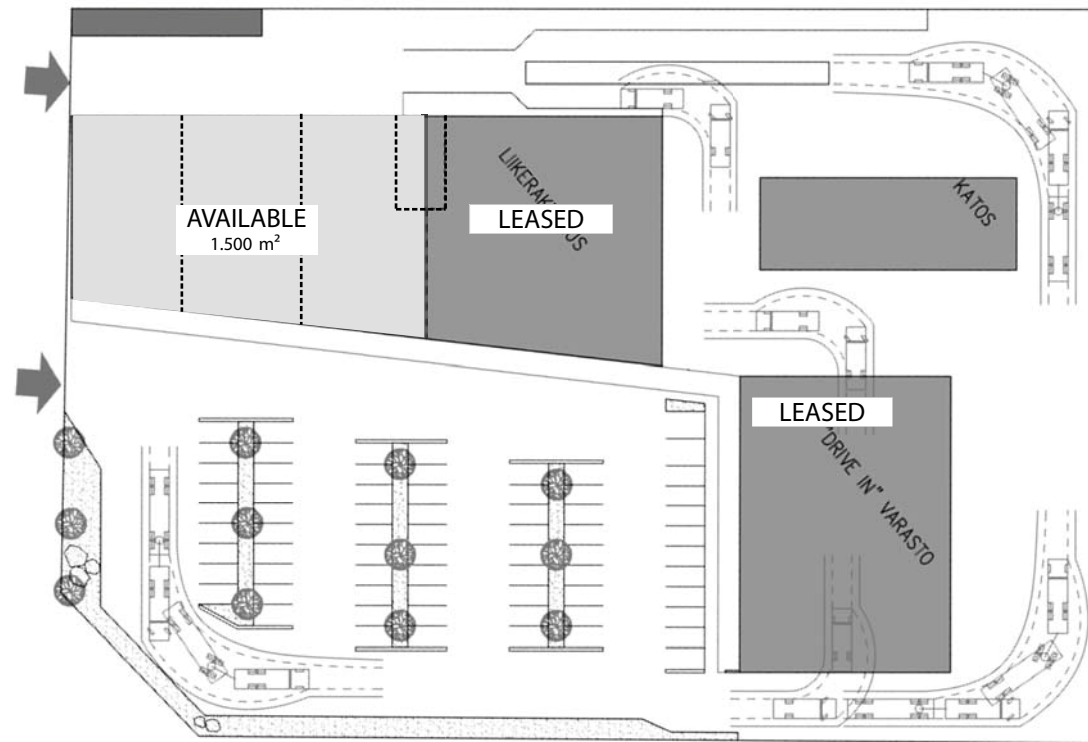 AVAILABLE
1.500 m²
LEASED
KATOS
LEASED
"DRIVE IN" VARASTO